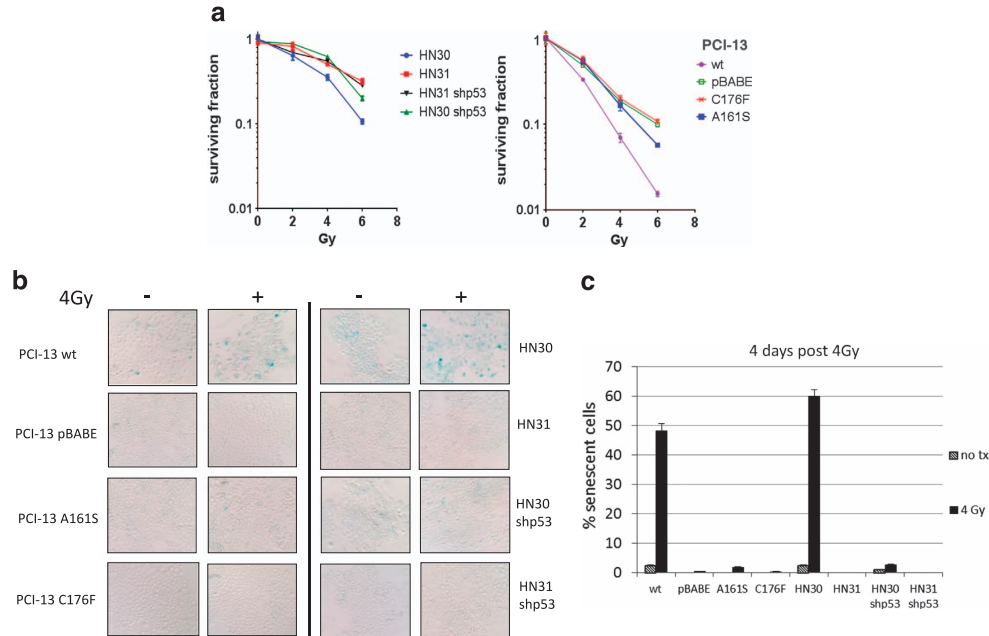 a
surviving fraction
1
0.1
0.01
0 2 4 6 8
Gy
HN30
HN31
HN31 shp53
HN30 shp53
surviving fraction
1
0.1
0.01
0 2 4 6 8
Gy
PCI-13
wt
pBABE
C176F
A161S
b
4Gy - + - +
PCI-13 wt
HN30
PCI-13 pBABE
HN31
PCI-13 A161S
HN30
shp53
PCI-13 C176F
HN31
shp53
c
4 days post 4Gy
% senescent cells
70
60
50
40
30
20
10
0
wt pBABE A161S C176F HN30 HN31 HN30 HN31
shp53 shp53
no tx
4 Gy